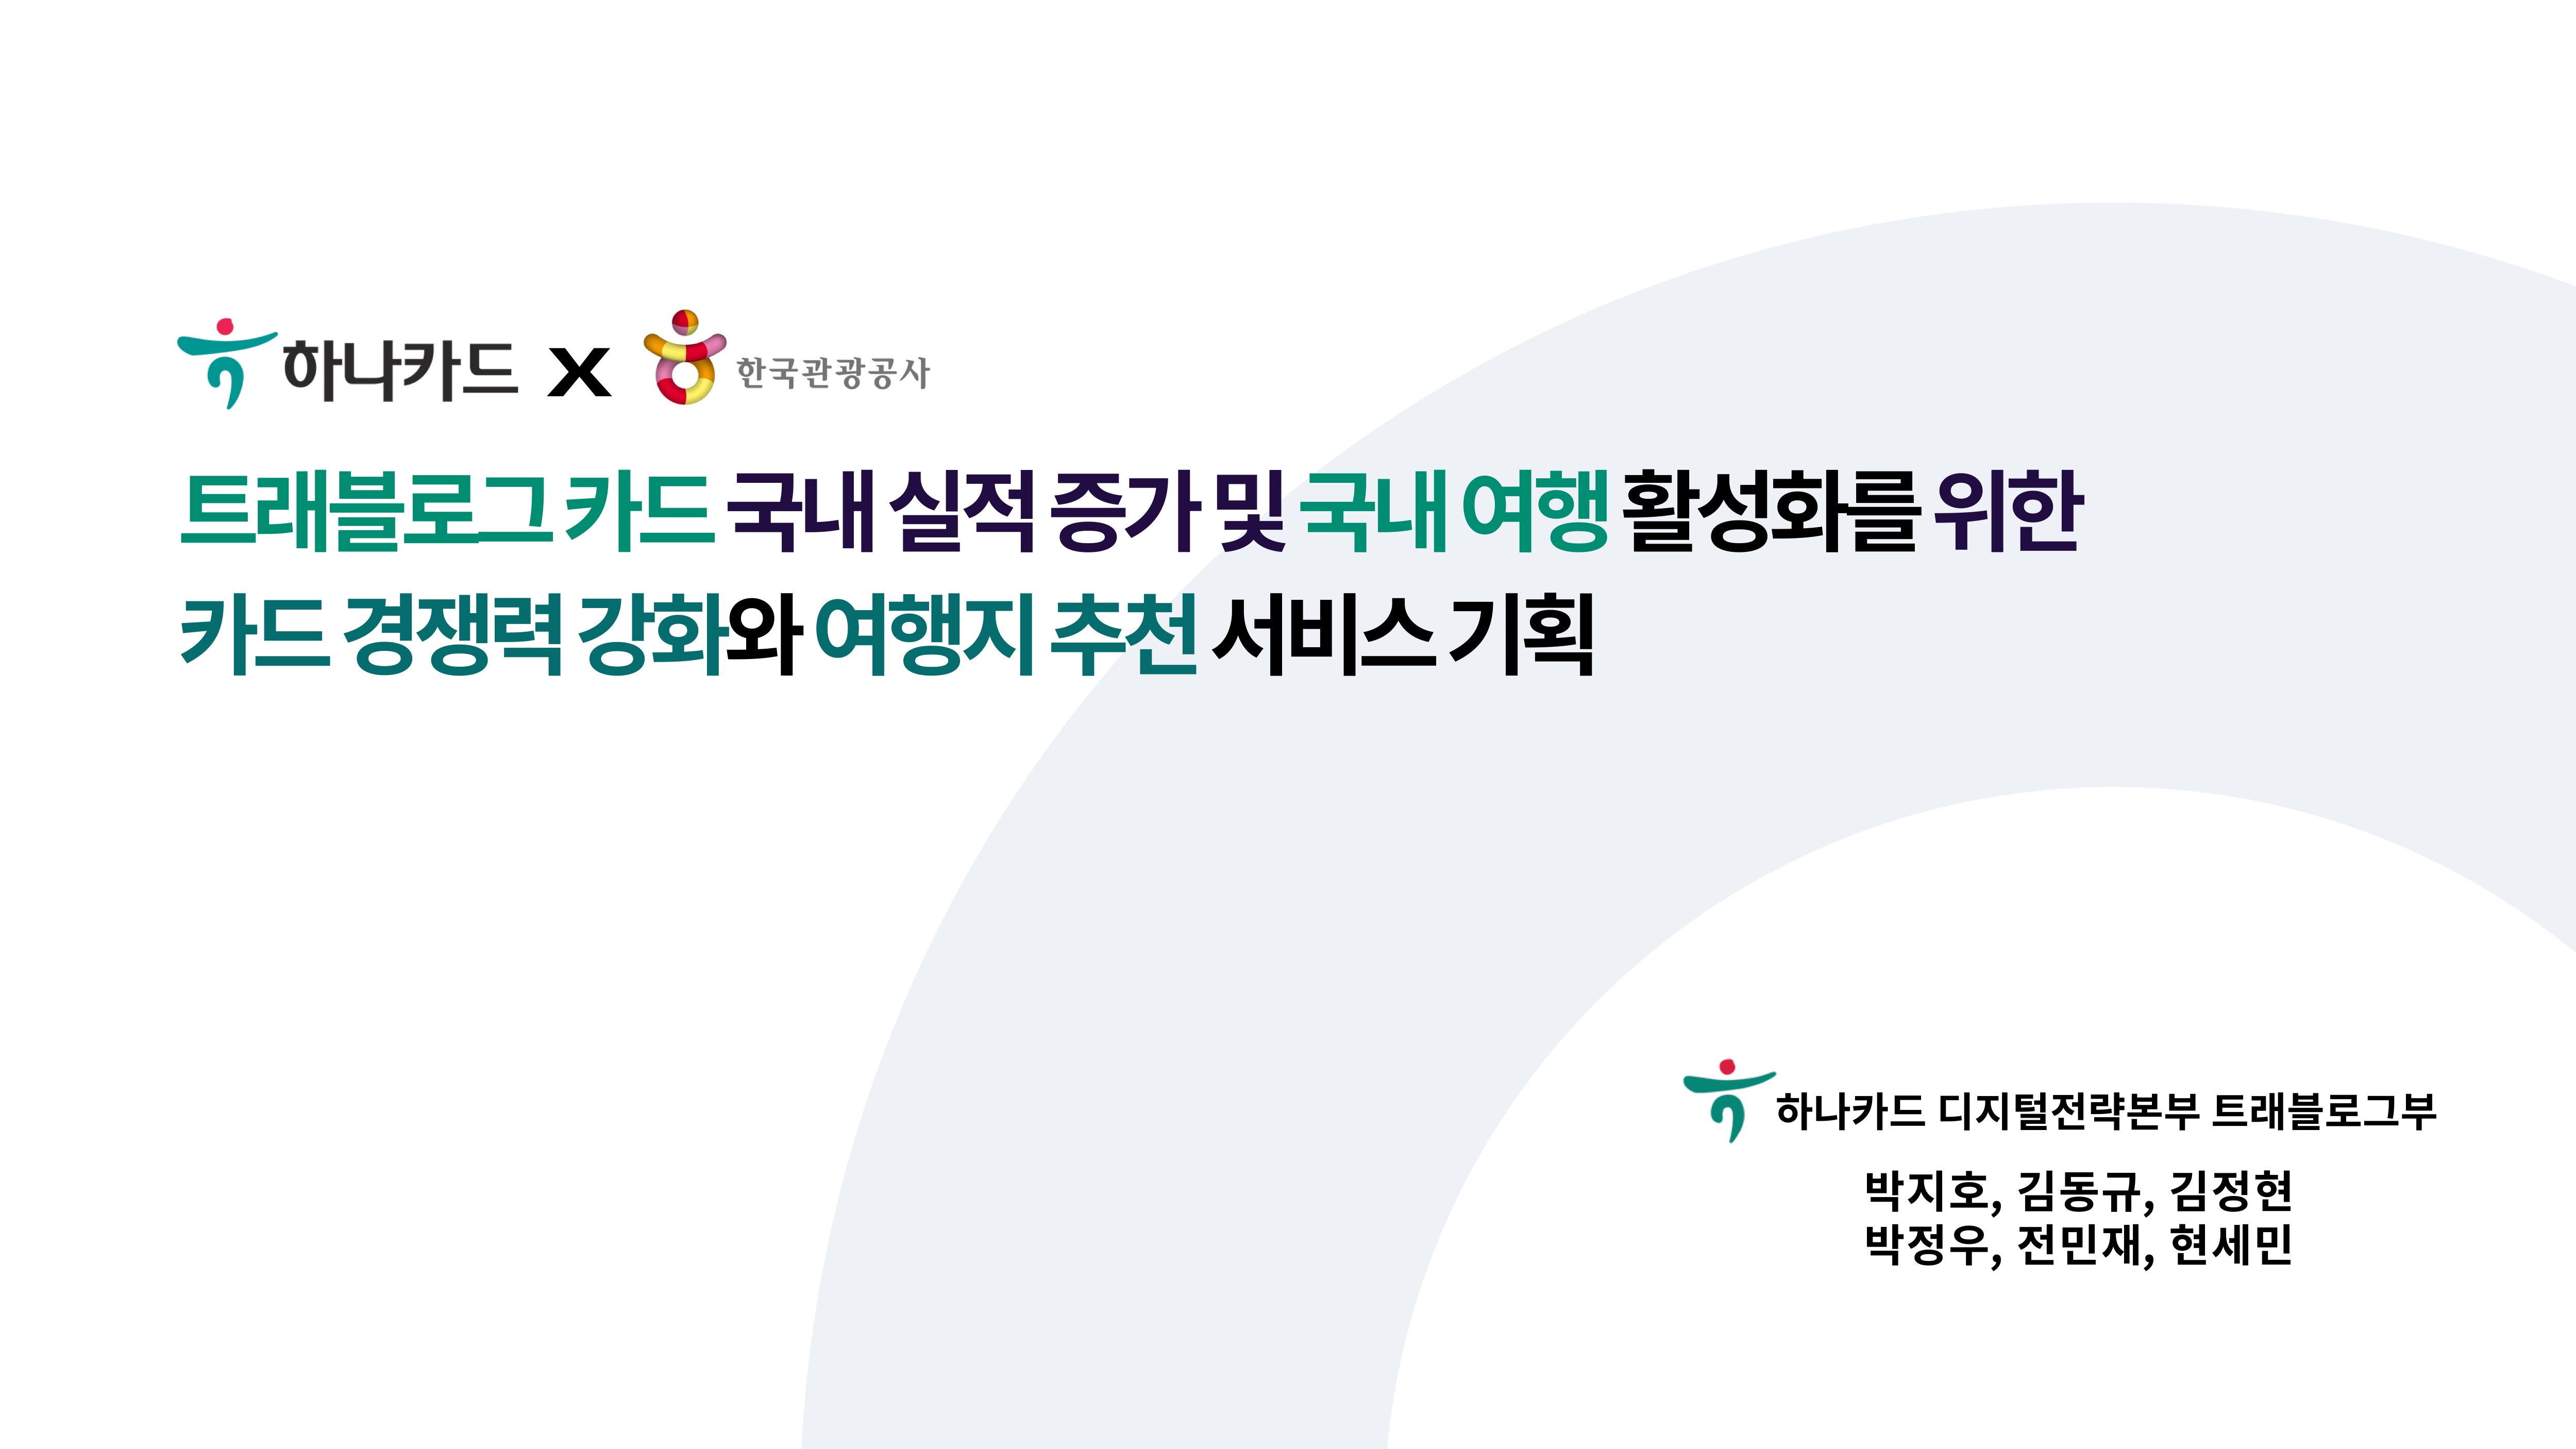 하나카드 X 한국관광공사
트래블로그 카드 국내 실적 증가 및 국내 여행 활성화를 위한
카드 경쟁력 강화와 여행지 추천 서비스 기획
하나카드 디지털전략본부 트래블로그부
박지호, 김동규, 김정현
박정우, 전민재, 현세민